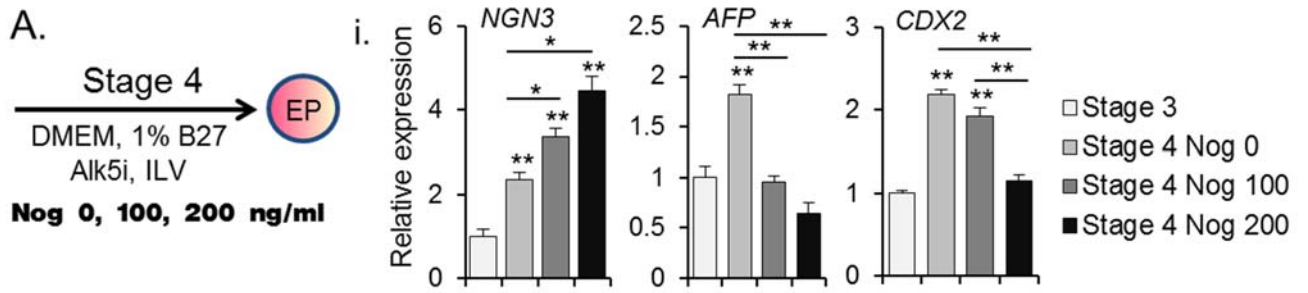 A.
Stage 4
EP
DMEM, 1% B27
Alk5i, ILV
Nog 0, 100, 200 ng/ml
i.
Relative expression
NGN3
6
4
2
0
*
*
**
**
**
AFP
2.5
2
1.5
1
0.5
0
**
**
**
CDX2
3
2
1
0
**
**
**
**
Stage 3
Stage 4 Nog 0
Stage 4 Nog 100
Stage 4 Nog 200